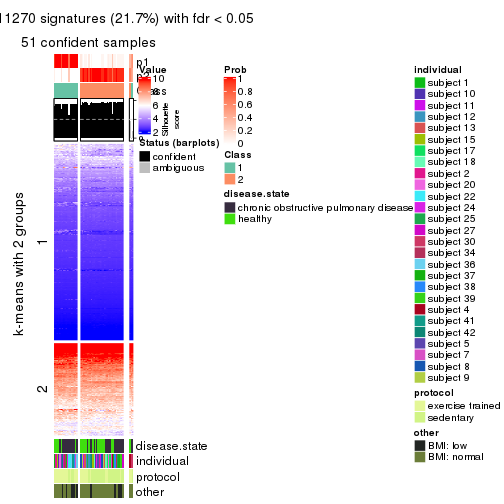 11270 signatures (21.7%) with fdr < 0.05
51 confident samples
p1
p2
Class
Silhouette
score
k-means with 2 groups
1
2
disease.state
individual
protocol
other
Value
10
8
6
4
2
Status (barplots)
confident
ambiguous
Prob
1
0.8
0.6
0.4
0.2
0
Class
1
2
disease.state
chronic obstructive pulmonary disease
healthy
individual
subject 1
subject 10
subject 11
subject 12
subject 13
subject 15
subject 17
subject 18
subject 2
subject 20
subject 22
subject 24
subject 25
subject 27
subject 30
subject 34
subject 36
subject 37
subject 38
subject 39
subject 4
subject 41
subject 42
subject 5
subject 7
subject 8
subject 9
protocol
exercise trained
sedentary
other
BMI: low
BMI: normal